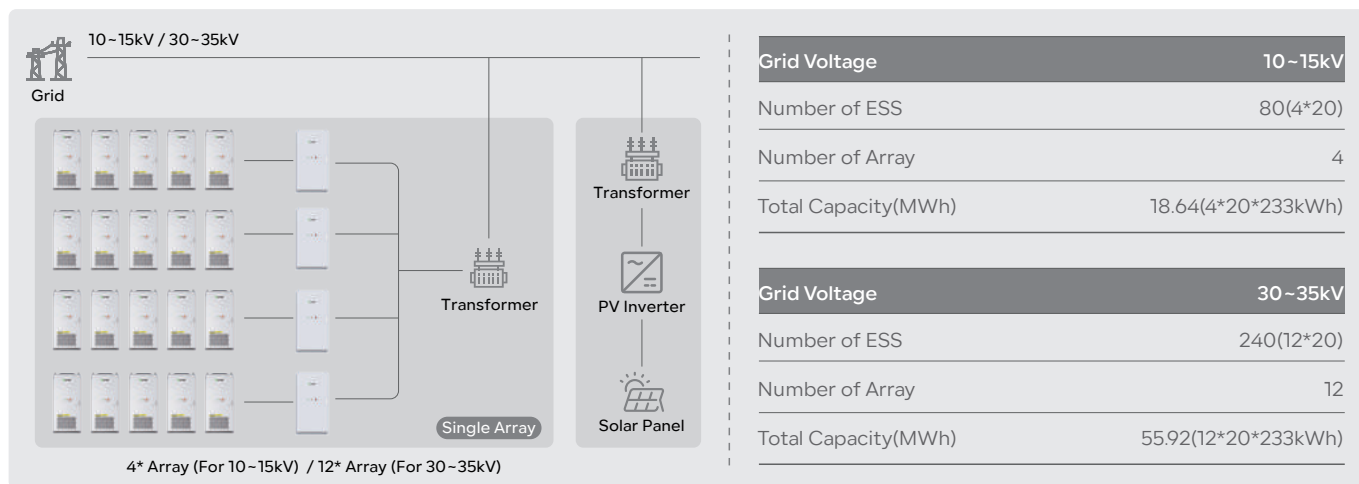 10~15kV / 30~35kV
Grid
Transformer
Single Array
4* Array (For 10~15kV) / 12* Array (For 30~35kV)
Transformer
PV Inverter
Solar Panel
Grid Voltage 10~15kV
Number of ESS 80(4*20)
Number of Array 4
Total Capacity(MWh) 18.64(4*20*233kWh)
Grid Voltage 30~35kV
Number of ESS 240(12*20)
Number of Array 12
Total Capacity(MWh) 55.92(12*20*233kWh)